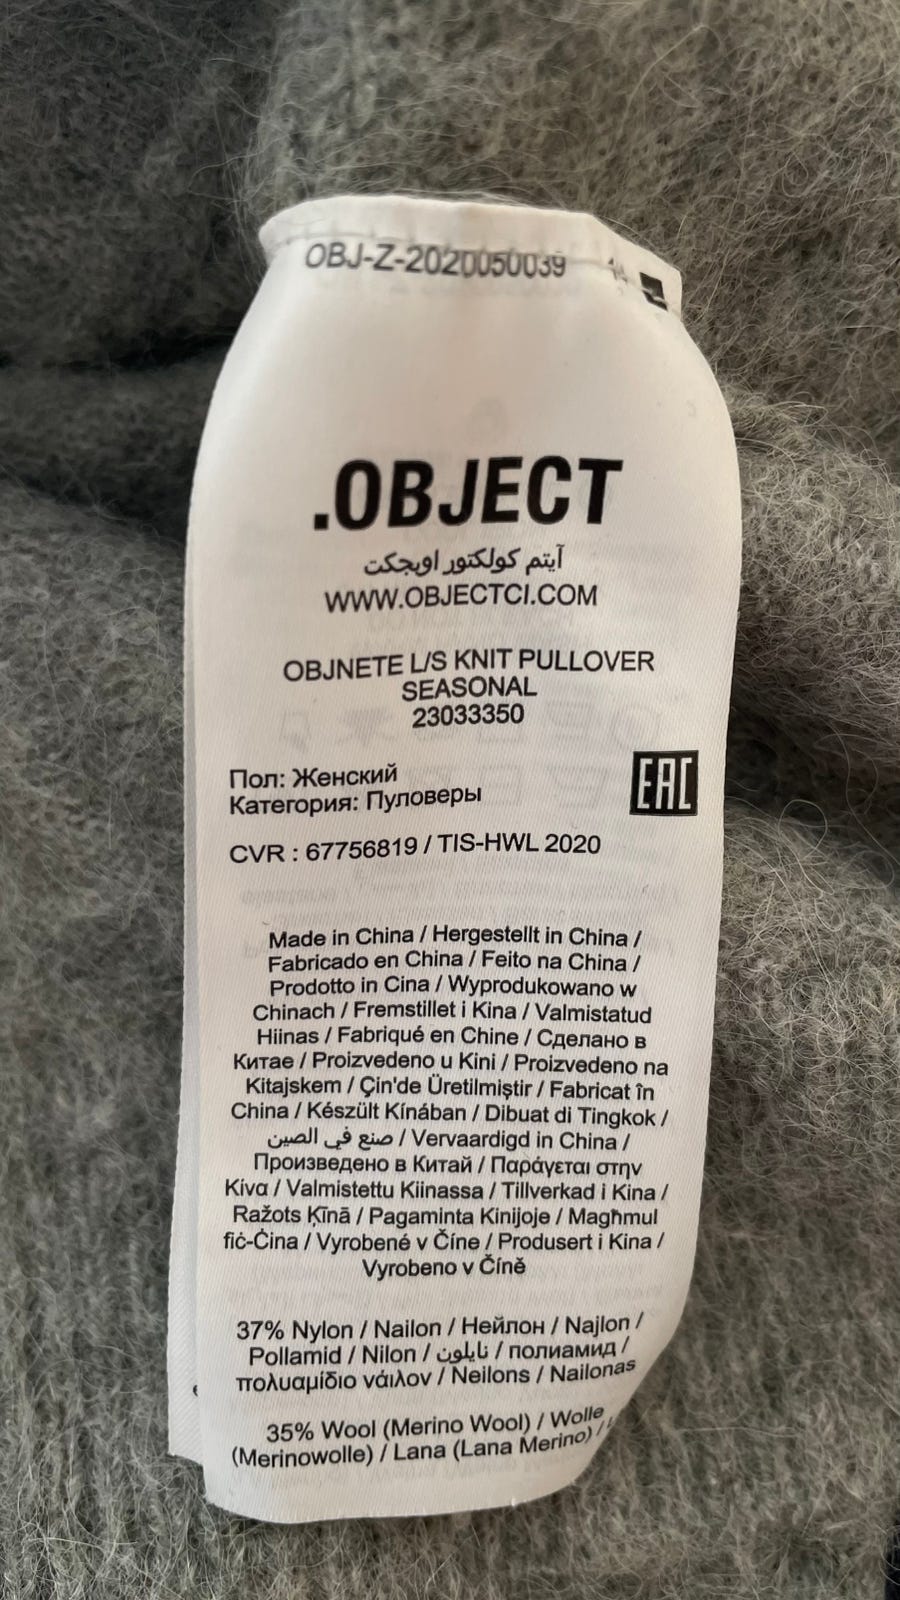 OBJ-Z-2020050039
.OBJECT
آیتم کولکتور اوبجکت
WWW.OBJECTCI.COM
OBJNETE L/S KNIT PULLOVER
SEASONAL
23033350
Пол: Женский
Категория: Пуловеры
EAC
CVR : 67756819 / TIS-HWL 2020
Made in China / Hergestellt in China /
Fabricado en China / Feito na China /
Prodotto in Cina / Wyprodukowano w
Chinach / Fremstillet i Kina / Valmistatud
Hiinas / Fabriqué en Chine / Сделано в
Китае / Proizvedeno u Kini / Proizvedeno na
Kitajskem / Çin'de Üretilmiştir / Fabricat în
China / Készült Kínában / Dibuat di Tingkok /
صنع في الصين / Vervaardigd in China /
Произведено в Китай / Παράγεται στην
Κίνα / Valmistettu Kiinassa / Tillverkad i Kina /
Ražots Ķīnā / Pagaminta Kinijoje / Magħmul
fiċ-Ċina / Vyrobené v Číne / Produsert i Kina /
Vyrobeno v Číně
37% Nylon / Nailon / Нейлон / Najlon /
Pollamid / Nilon / نايلون / полиамид /
πολυαμίδιο νάιλον / Neilons / Nailonas
35% Wool (Merino Wool) / Wolle
(Merinowolle) / Lana (Lana Merino) /